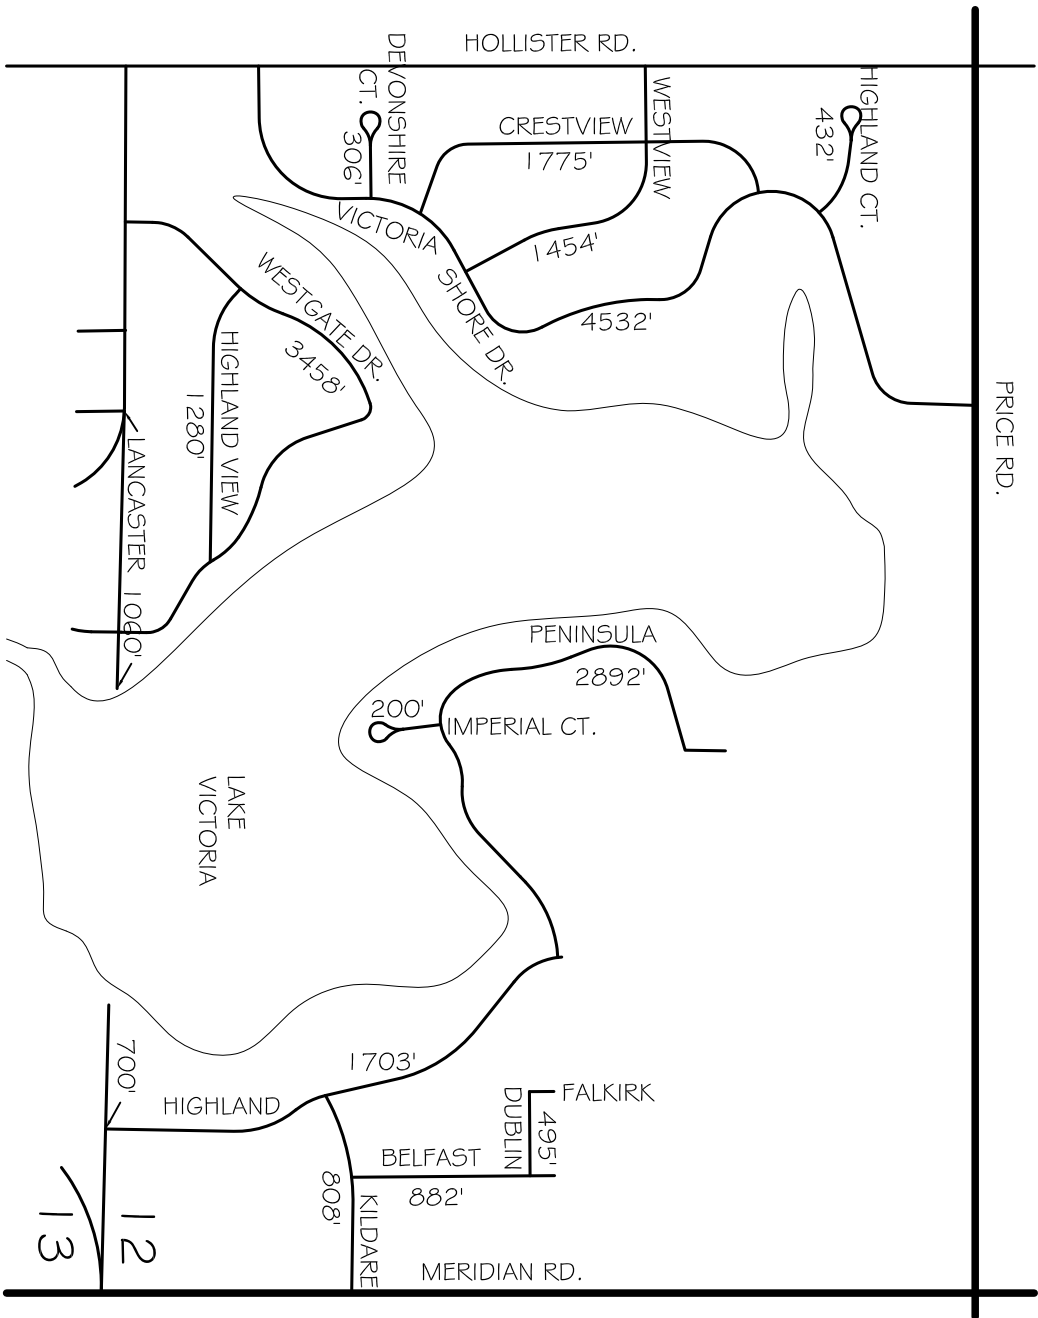 HOLLISTER RD.
DEVONSHIRE
CT.
306'
CRESTVIEW
1775'
WESTVIEW
1454'
432'
HIGHLAND CT.
VICTORIA SHORE DR.
4532'
WESTGATE DR.
3458'
HIGHLAND VIEW
1280'
PRICE RD.
LANCASTER 1060'
PENINSULA
2892'
200'
IMPERIAL CT.
LAKE
VICTORIA
1703'
700'
HIGHLAND
FALKIRK
DUBLIN
495'
BELFAST
882'
808'
KILDARE
12
13
MERIDIAN RD.